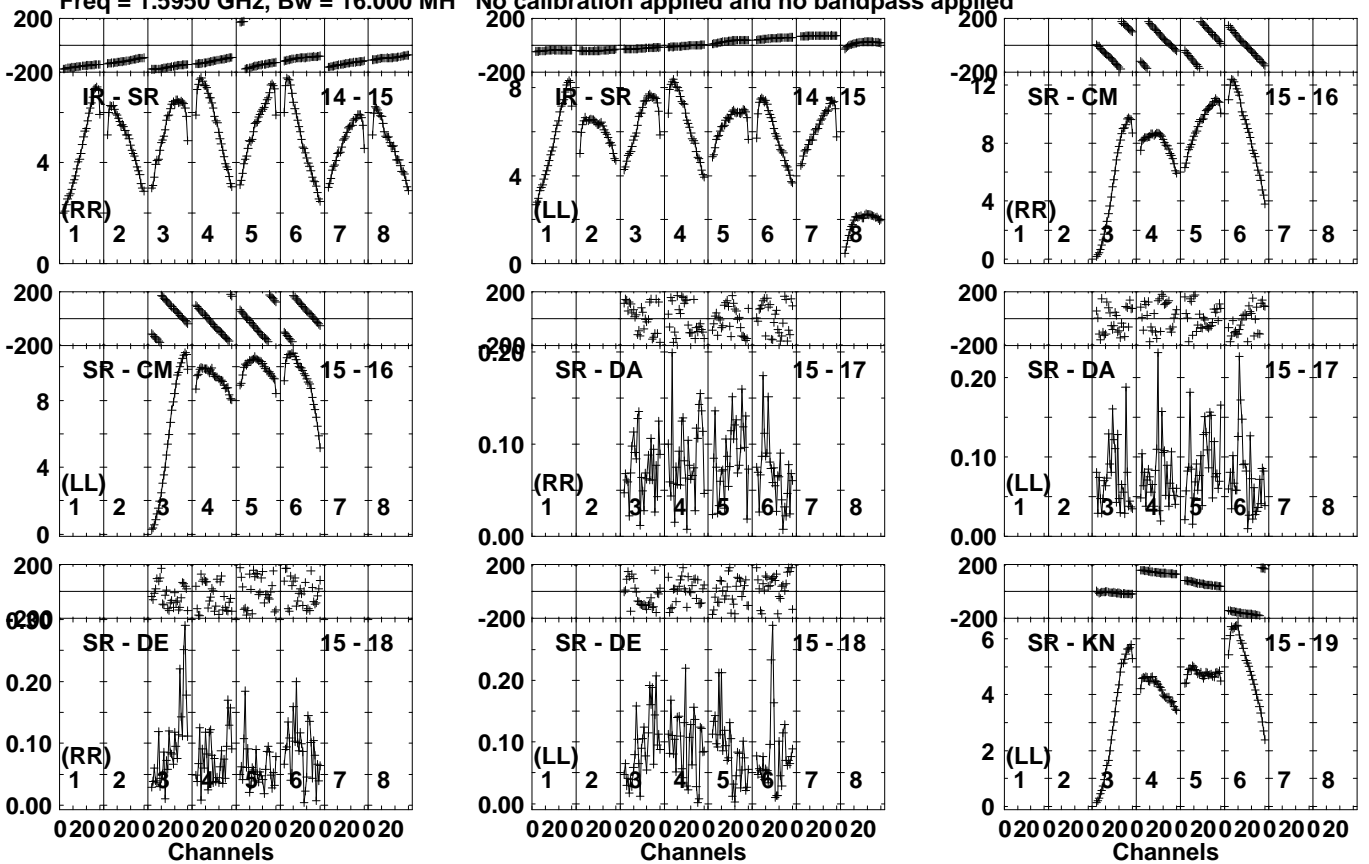 Freq = 1.5950 GHz, Bw = 16.000 MH No calibration applied and no bandpass applied
200 200 200
-200 -200 -200
8 12
IR - SR 14 - 15 IR - SR 14 - 15 SR - CM 15 - 16
8
4 4
4
(RR) (LL) (RR)
1 2 3 4 5 6 7 8 1 2 3 4 5 6 7 8 1 2 3 4 5 6 7 8
0 0 0
200 200 200
-200 -200 -200
0.20
SR - CM 15 - 16 SR - DA 15 - 17 SR - DA 15 - 17
0.20
8
0.10 0.10
4
(LL) (RR) (LL)
1 2 3 4 5 6 7 8 1 2 3 4 5 6 7 8 1 2 3 4 5 6 7 8
0 0.00 0.00
200 200 200
-200 -200 -200
0.30
SR - DE 15 - 18 SR - DE 15 - 18 SR - KN 15 - 19
6
0.20 0.20
4
0.10 0.10
2
(RR) (LL) (LL)
1 2 3 4 5 6 7 8 1 2 3 4 5 6 7 8 1 2 3 4 5 6 7 8
0.00 0.00 0
0 20 0 20 0 20 0 20 0 20 0 20 0 20 0 20 0 20 0 20 0 20 0 20 0 20 0 20 0 20 0 20 0 20 0 20 0 20 0 20 0 20 0 20 0 20 0 20
Channels Channels Channels